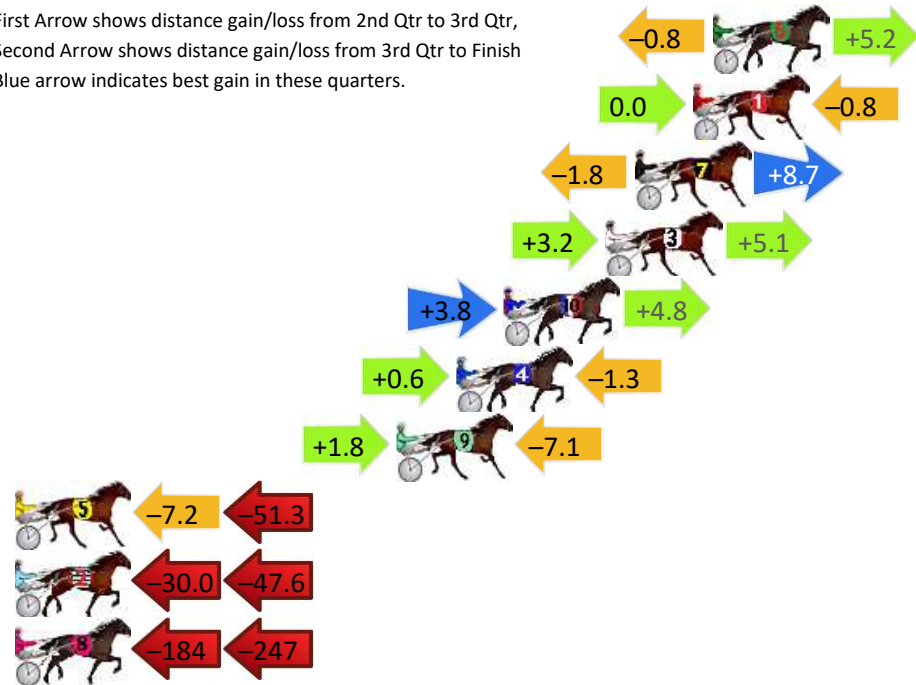 First Arrow shows distance gain/loss from 2nd Qtr to 3rd Qtr,
Second Arrow shows distance gain/loss from 3rd Qtr to Finish
Blue arrow indicates best gain in these quarters.
–0.8 +5.2
0.0 1 –0.8
–1.8 7 +8.7
+3.2 3 +5.1
+3.8 10 +4.8
+0.6 4 –1.3
+1.8 9 –7.1
5 –7.2 –51.3
–30.0 –47.6
8 –184 –247